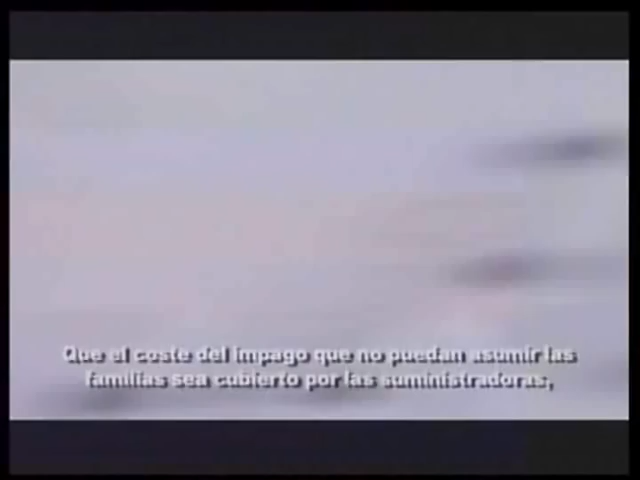 Que el coste del impago que no puedan asumir las
familias sea cubierto por las suministradoras,